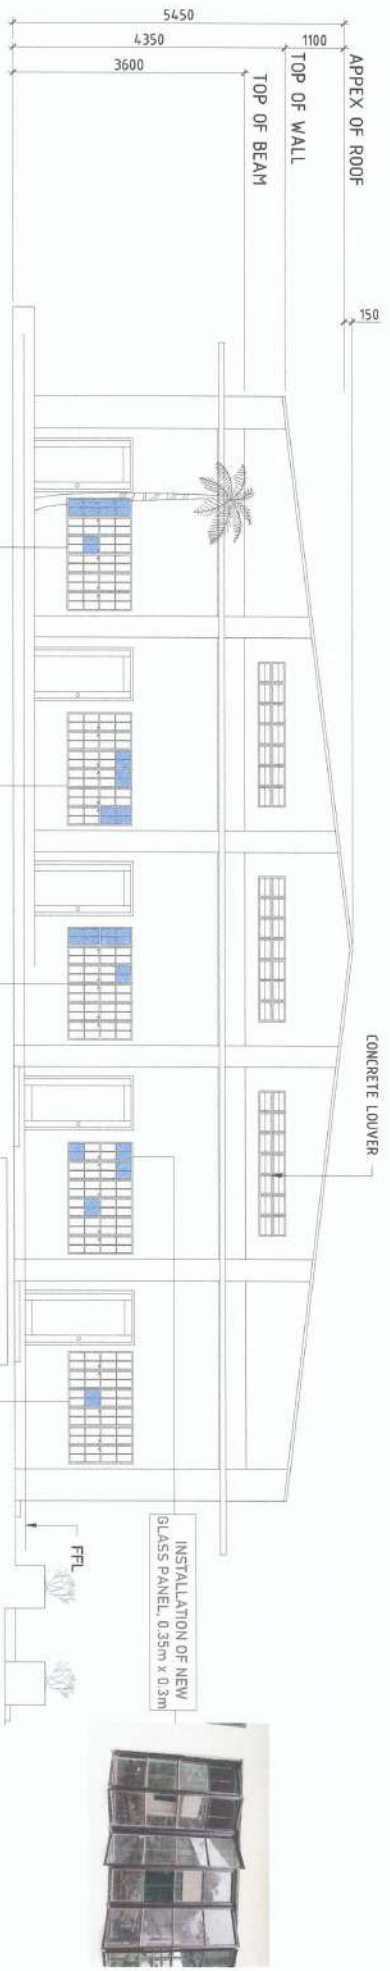 5450
4350
1100
3600
APPEX OF ROOF
TOP OF WALL
TOP OF BEAM
150
CONCRETE LOUVER
INSTALLATION OF NEW
GLASS PANEL, 0.35m x 0.3m
FFL